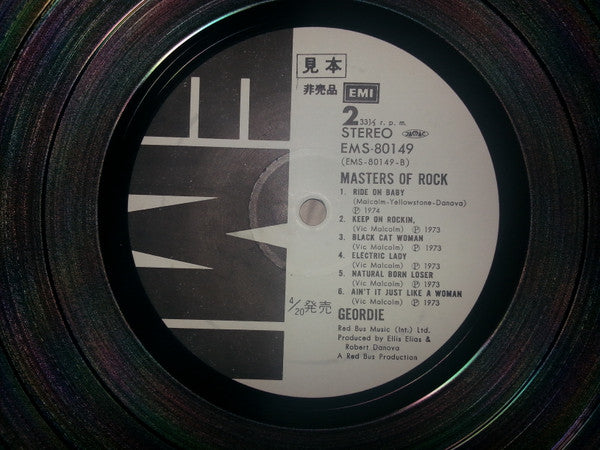 見本
非売品 EMI
2 33⅓ r. p. m.
STEREO JASRAC
EMS-80149
(EMS-80149-B)
MASTERS OF ROCK
1. RIDE ON BABY
(Malcolm-Yellowstone-Danova)
Ⓟ 1974
2. KEEP ON ROCKIN,
(Vic Malcolm) Ⓟ 1973
3. BLACK CAT WOMAN
(Vic Malcolm) Ⓟ 1973
4. ELECTRIC LADY
(Vic Malcolm) Ⓟ 1973
5. NATURAL BORN LOSER
(Vic Malcolm) Ⓟ 1973
6. AIN'T IT JUST LIKE A WOMAN
(Vic Malcolm) Ⓟ 1973
4/20発売
GEORDIE
Red Bus Music (Int.) Ltd.
Produced by Ellis Elias &
Robert Danova
A Red Bus Production
EMI